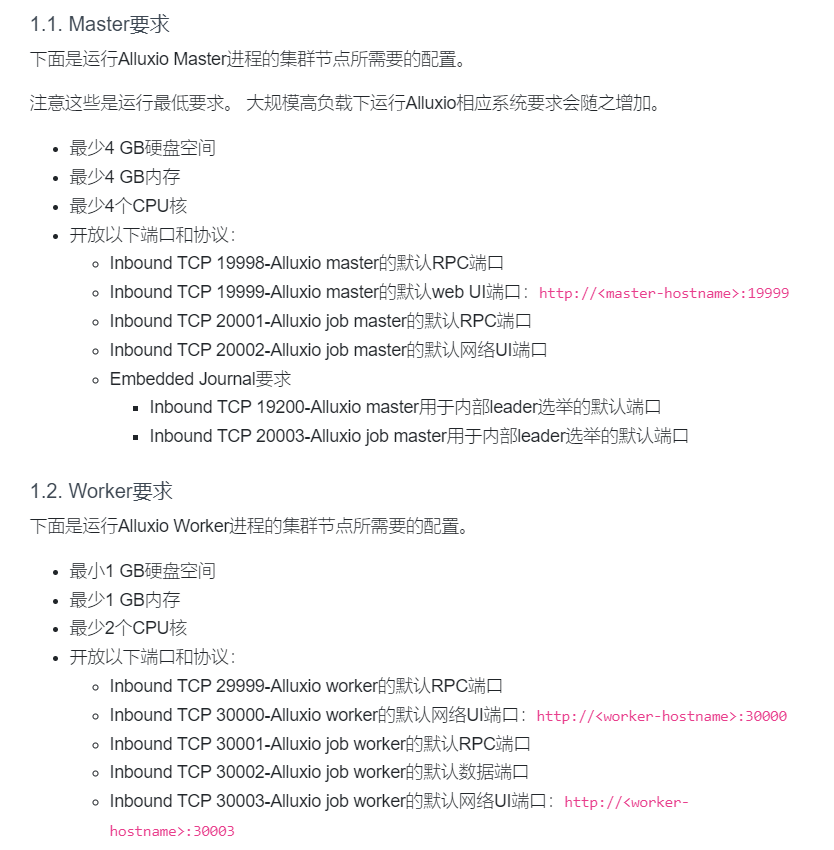 1.1. Master要求
下面是运行Alluxio Master进程的集群节点所需要的配置。
注意这些是运行最低要求。 大规模高负载下运行Alluxio相应系统要求会随之增加。
最少4 GB硬盘空间
最少4 GB内存
最少4个CPU核
开放以下端口和协议：
Inbound TCP 19998-Alluxio master的默认RPC端口
Inbound TCP 19999-Alluxio master的默认web UI端口：http://<master-hostname>:19999
Inbound TCP 20001-Alluxio job master的默认RPC端口
Inbound TCP 20002-Alluxio job master的默认网络UI端口
Embedded Journal要求
Inbound TCP 19200-Alluxio master用于内部leader选举的默认端口
Inbound TCP 20003-Alluxio job master用于内部leader选举的默认端口
1.2. Worker要求
下面是运行Alluxio Worker进程的集群节点所需要的配置。
最小1 GB硬盘空间
最少1 GB内存
最少2个CPU核
开放以下端口和协议：
Inbound TCP 29999-Alluxio worker的默认RPC端口
Inbound TCP 30000-Alluxio worker的默认网络UI端口：http://<worker-hostname>:30000
Inbound TCP 30001-Alluxio job worker的默认RPC端口
Inbound TCP 30002-Alluxio job worker的默认数据端口
Inbound TCP 30003-Alluxio job worker的默认网络UI端口：http://<worker-
hostname>:30003